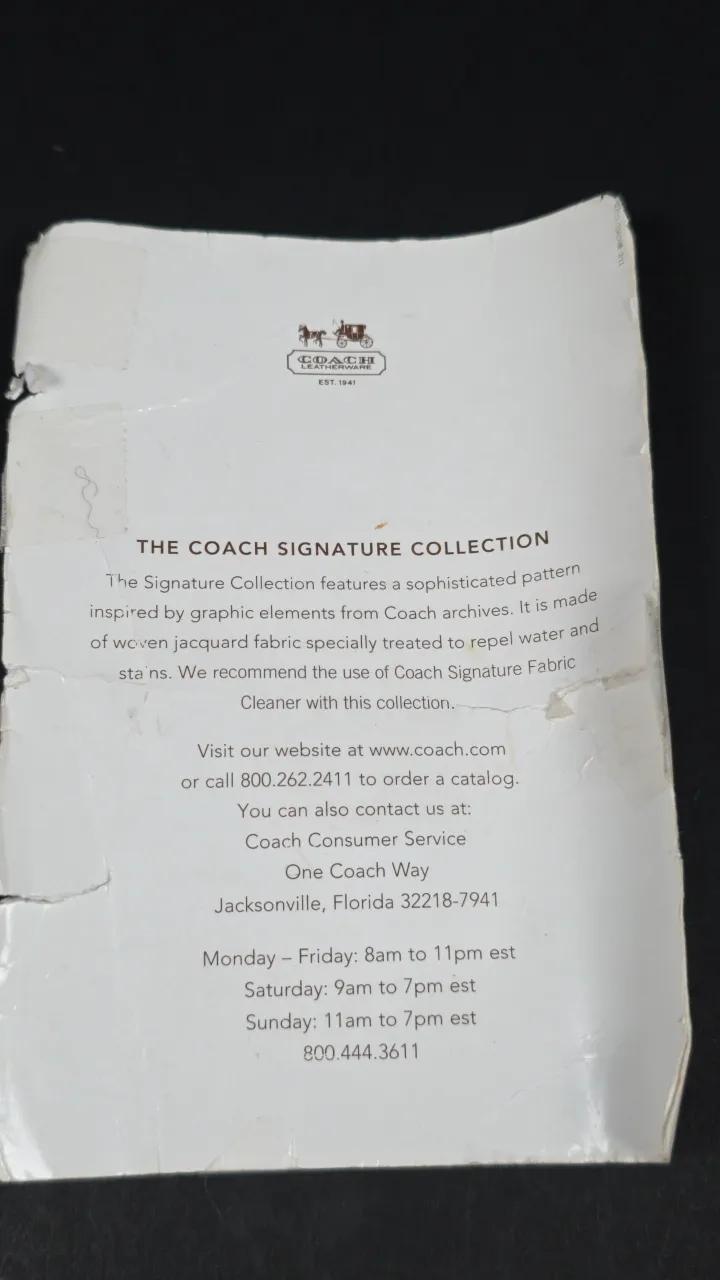 COACH
LEATHERWARE
EST. 1941
THE COACH SIGNATURE COLLECTION
The Signature Collection features a sophisticated pattern
inspired by graphic elements from Coach archives. It is made
of woven jacquard fabric specially treated to repel water and
stains. We recommend the use of Coach Signature Fabric
Cleaner with this collection.
Visit our website at www.coach.com
or call 800.262.2411 to order a catalog.
You can also contact us at:
Coach Consumer Service
One Coach Way
Jacksonville, Florida 32218-7941
Monday – Friday: 8am to 11pm est
Saturday: 9am to 7pm est
Sunday: 11am to 7pm est
800.444.3611